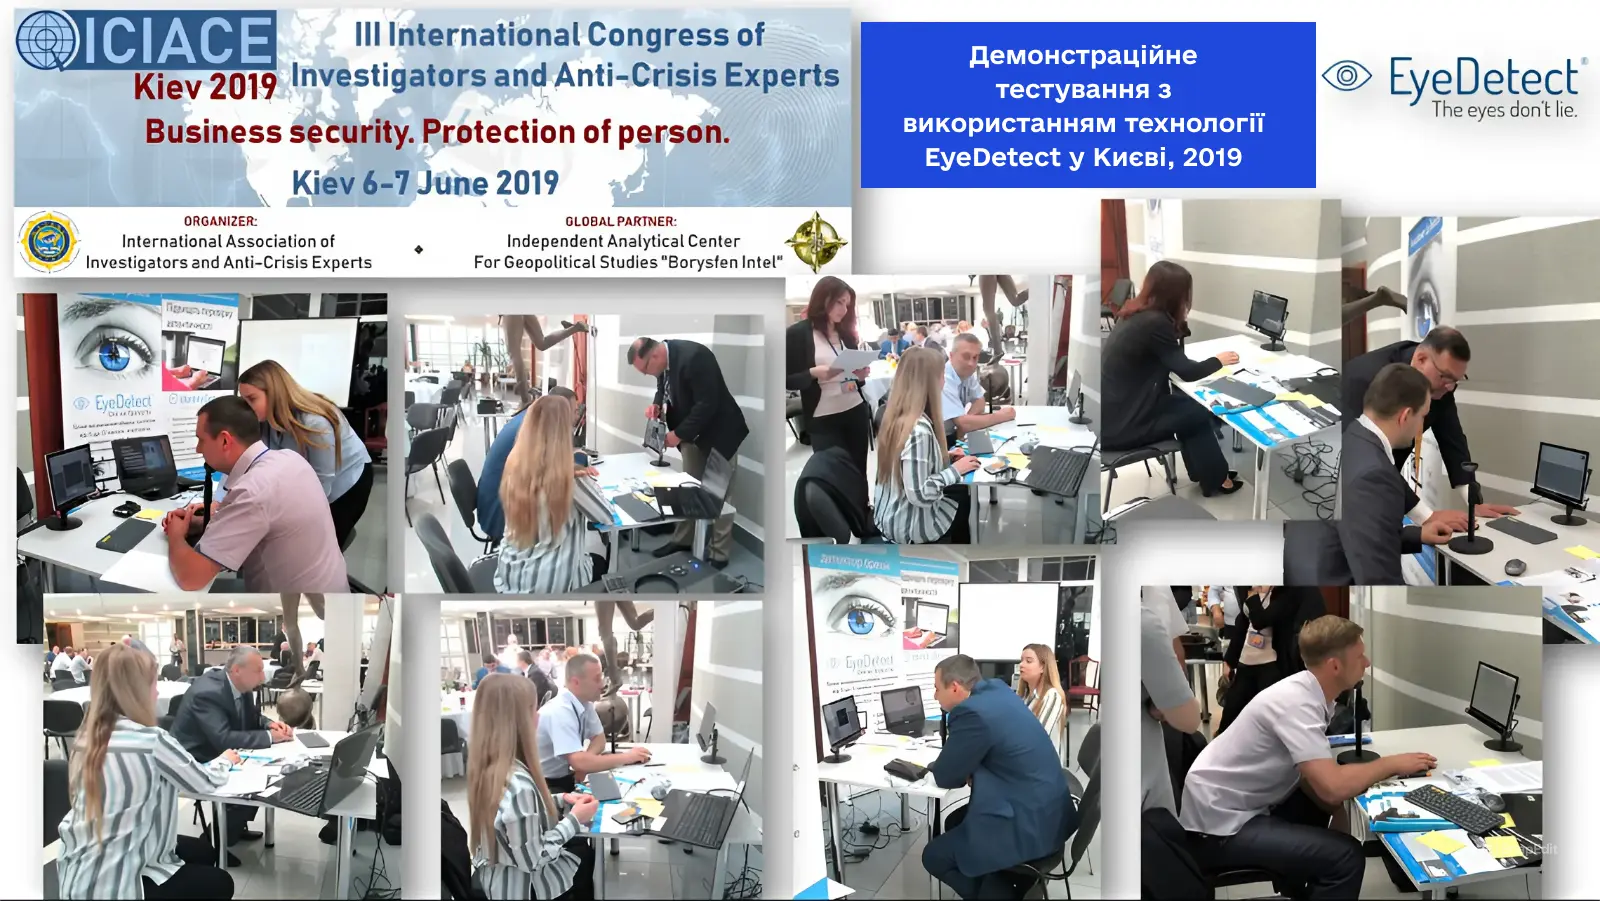 ICIACE
Kiev 2019
III International Congress of
Investigators and Anti-Crisis Experts
Business security. Protection of person.
Kiev 6-7 June 2019
ORGANIZER:
International Association of
Investigators and Anti-Crisis Experts
GLOBAL PARTNER:
Independent Analytical Center
For Geopolitical Studies "Borysfen Intel"
Демонстраційне
тестування з
використанням технології
EyeDetect у Києві, 2019
EyeDetect®
The eyes don't lie.
EyeDetect
EyeDetect